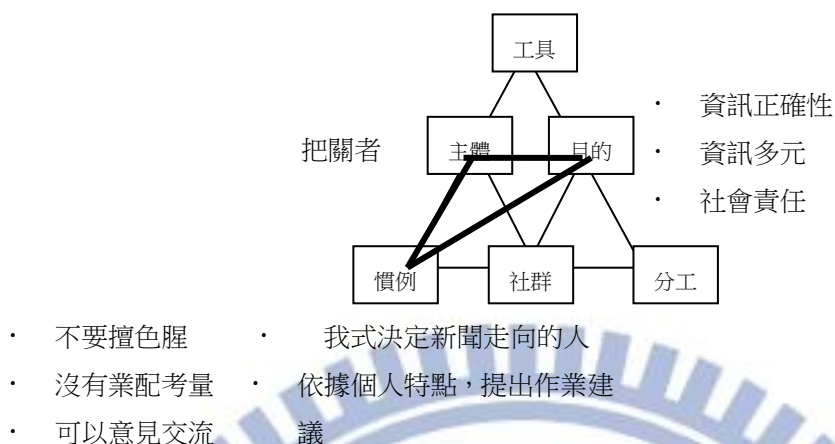 工具
・ 資訊正確性
把關者 主體 目的 ・ 資訊多元
・ 社會責任
慣例 社群 分工
・ 不要擅色腥 ・ 我式決定新聞走向的人
・ 沒有業配考量 ・ 依據個人特點，提出作業建
・ 可以意見交流 議